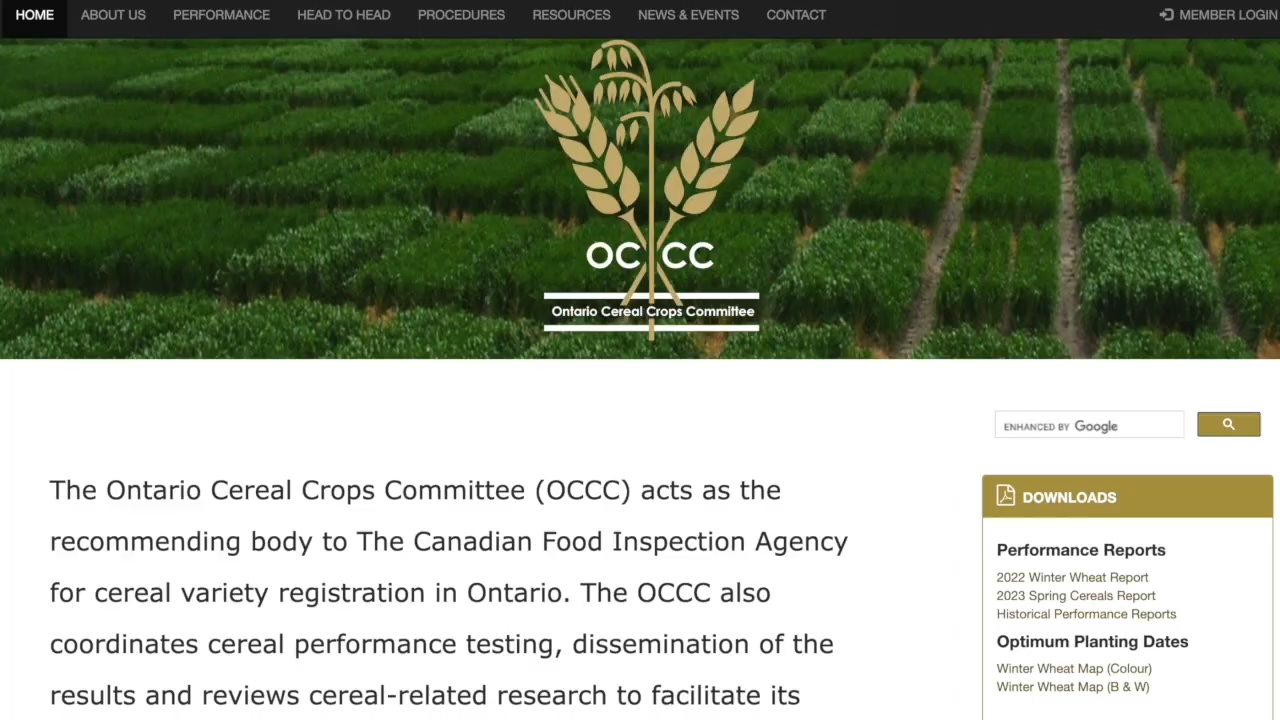 HOME ABOUT US PERFORMANCE HEAD TO HEAD PROCEDURES RESOURCES NEWS & EVENTS CONTACT MEMBER LOGIN
OCCC
Ontario Cereal Crops Committee
ENHANCED BY Google
The Ontario Cereal Crops Committee (OCCC) acts as the
recommending body to The Canadian Food Inspection Agency
for cereal variety registration in Ontario. The OCCC also
coordinates cereal performance testing, dissemination of the
results and reviews cereal-related research to facilitate its
DOWNLOADS
Performance Reports
2022 Winter Wheat Report
2023 Spring Cereals Report
Historical Performance Reports
Optimum Planting Dates
Winter Wheat Map (Colour)
Winter Wheat Map (B & W)